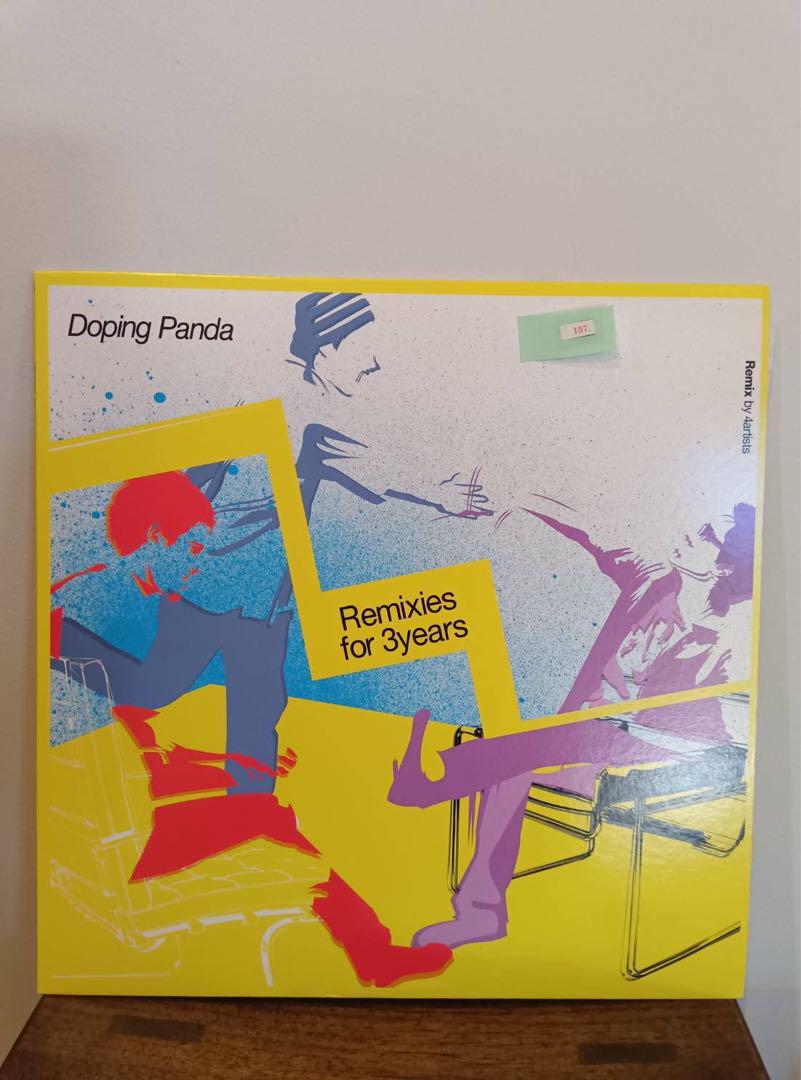 Doping Panda
157.
Remix by 4artists
Remixies
for 3years